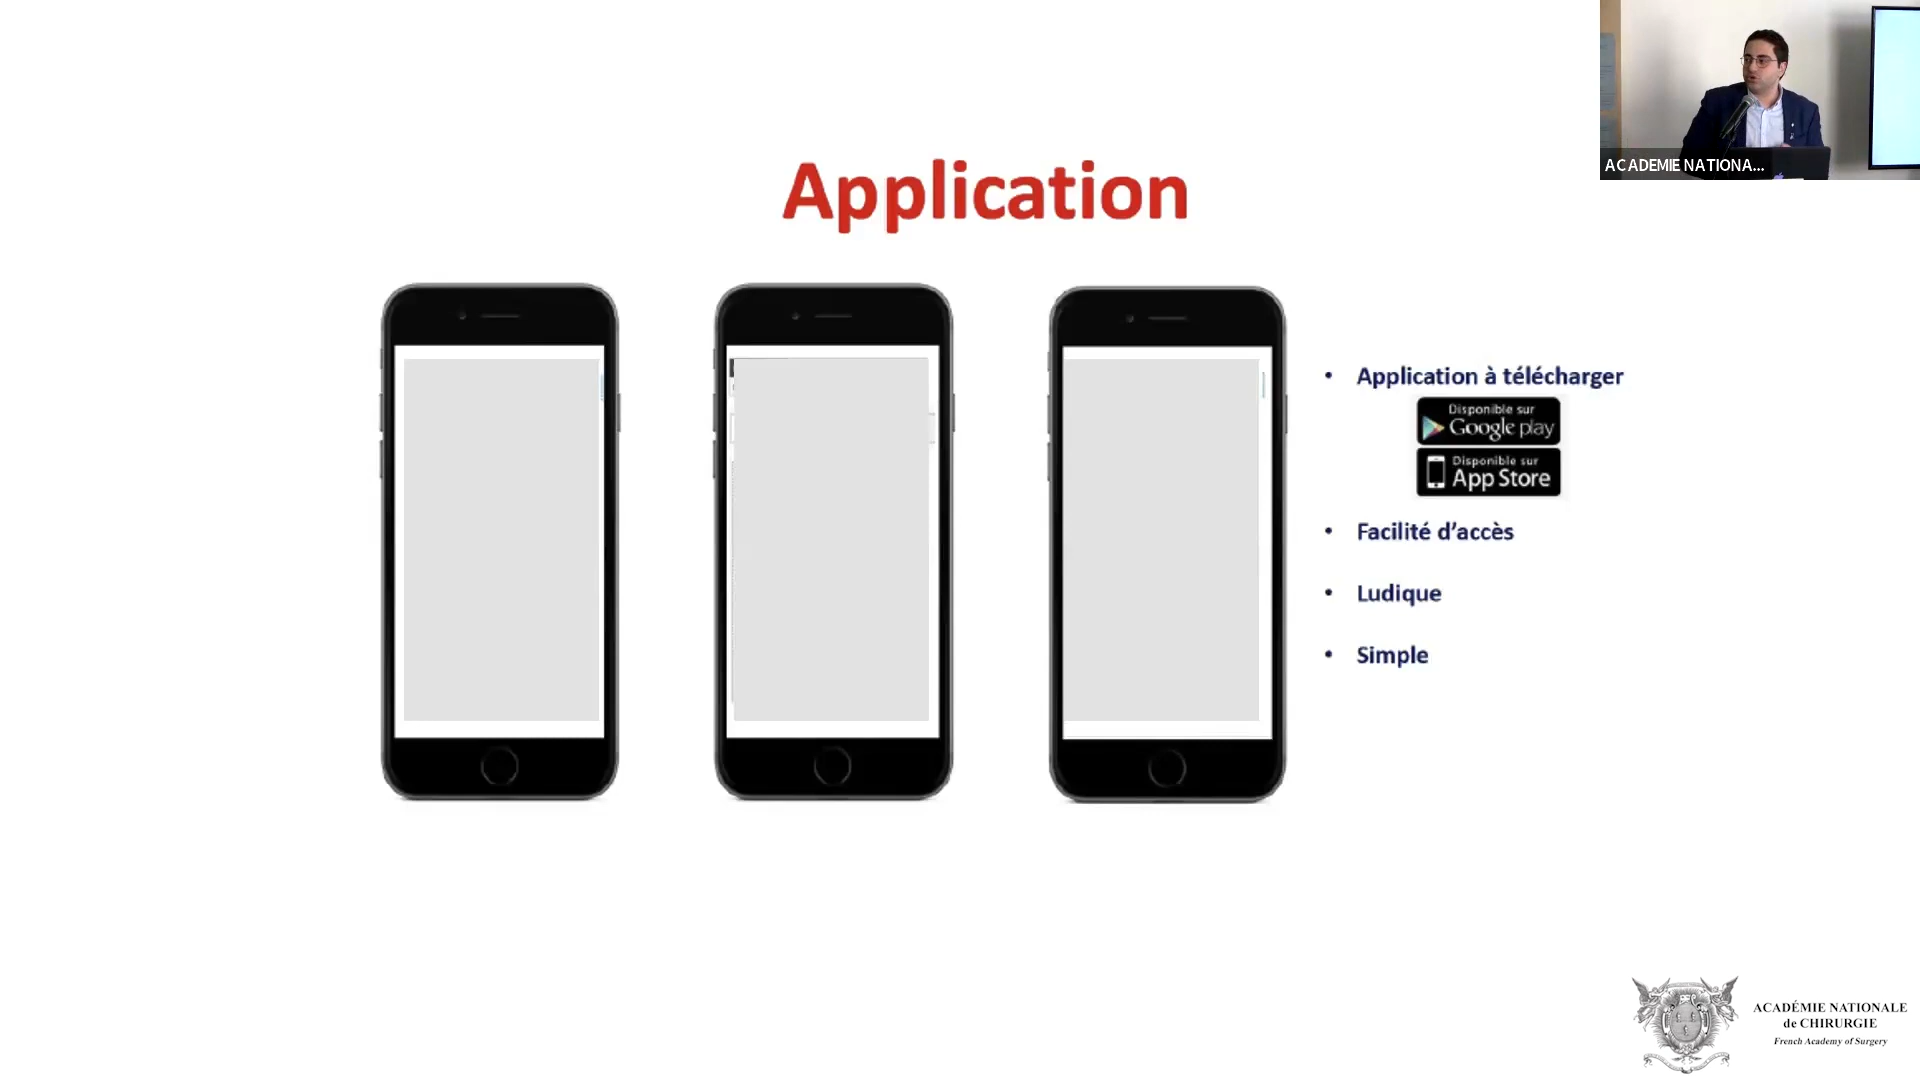 ACADEMIE NATIONA...
Application
• Application à télécharger
Disponible sur
Google play
Disponible sur
App Store
• Facilité d’accès
• Ludique
• Simple
ACADÉMIE NATIONALE
de CHIRURGIE
French Academy of Surgery